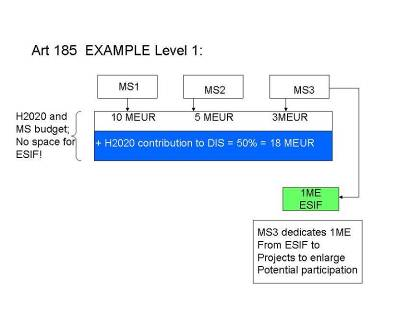 Art 185 EXAMPLE Level 1:
MS1 MS2 MS3
H2020 and
MS budget;
No space for
ESIF!
10 MEUR 5 MEUR 3MEUR
+ H2020 contribution to DIS = 50% = 18 MEUR
1ME
ESIF
MS3 dedicates 1ME
From ESIF to
Projects to enlarge
Potential participation